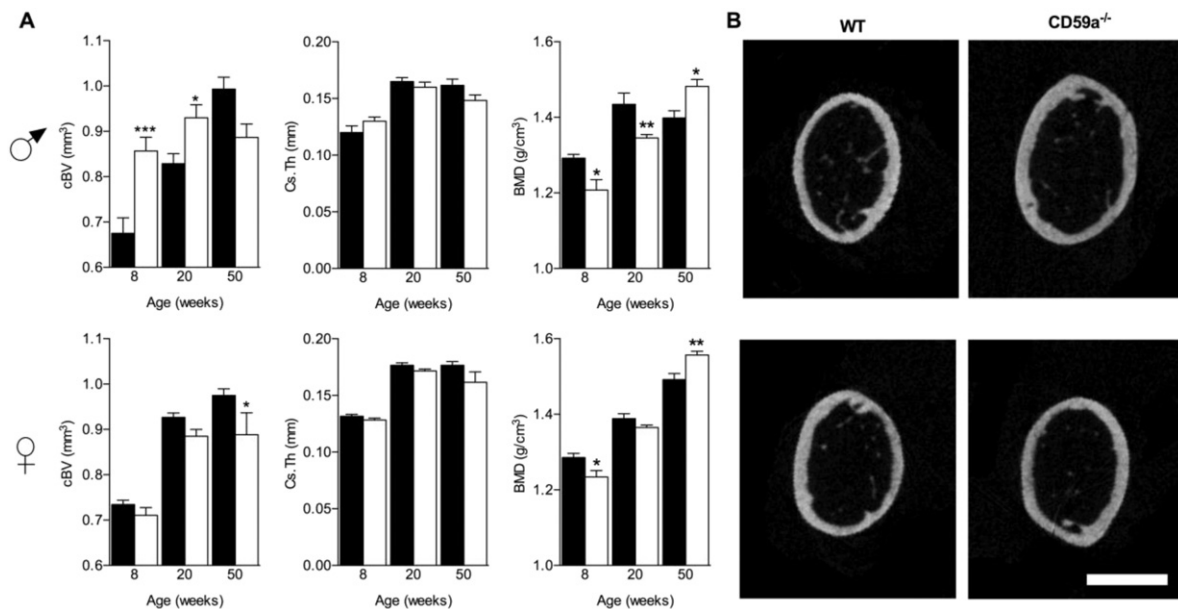 A
B
WT
CD59a-/-
1.1
1.0
0.9
0.8
0.7
0.6
cBV (mm3)
***
*
8 20 50
Age (weeks)
0.20
0.15
0.10
0.05
0.00
Cs.Th (mm)
8 20 50
Age (weeks)
1.6
1.4
1.2
1.0
BMD (g/cm3)
*
**
*
8 20 50
Age (weeks)
1.1
1.0
0.9
0.8
0.7
0.6
cBV (mm3)
*
8 20 50
Age (weeks)
0.20
0.15
0.10
0.05
0.00
Cs.Th (mm)
8 20 50
Age (weeks)
1.6
1.4
1.2
1.0
BMD (g/cm3)
*
**
8 20 50
Age (weeks)